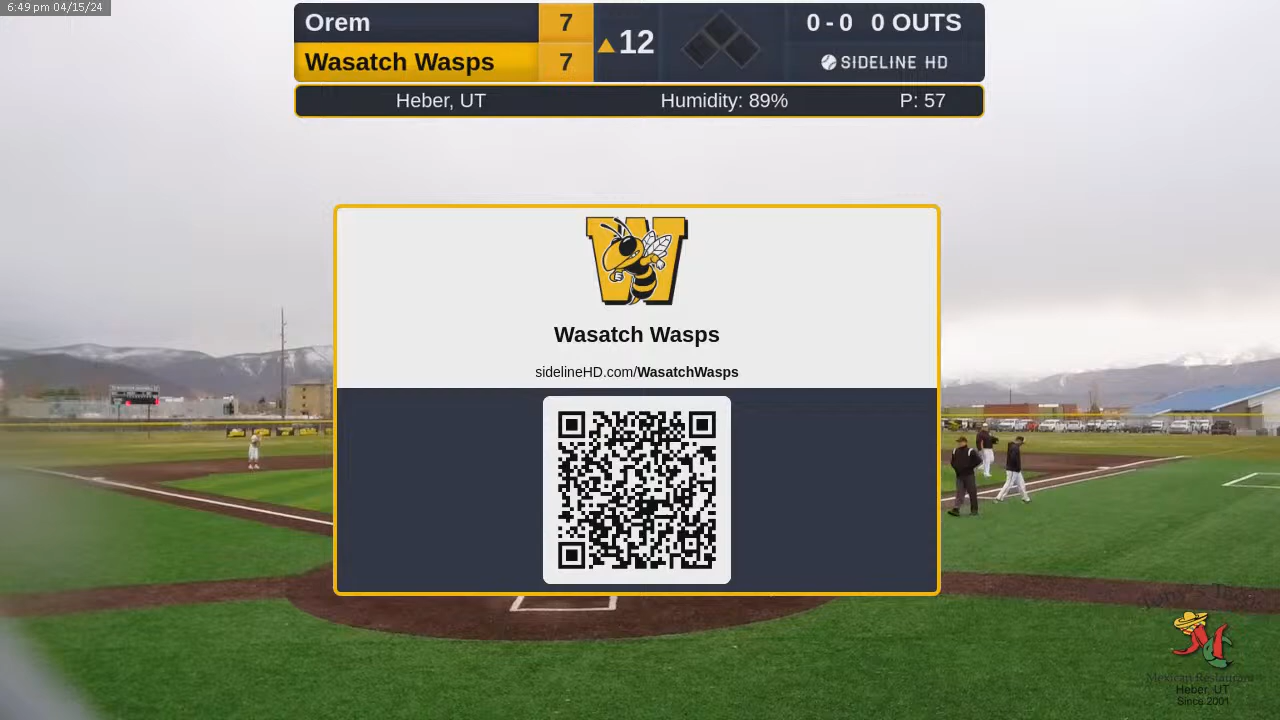 6:49 pm 04/15/24
Orem 7
Wasatch Wasps 7
▲12
0 - 0 0 OUTS
SIDELINE HD
Heber, UT Humidity: 89% P: 57
W
Wasatch Wasps
sidelineHD.com/WasatchWasps
Mexican Restaurant
Heber, UT
Since 2001